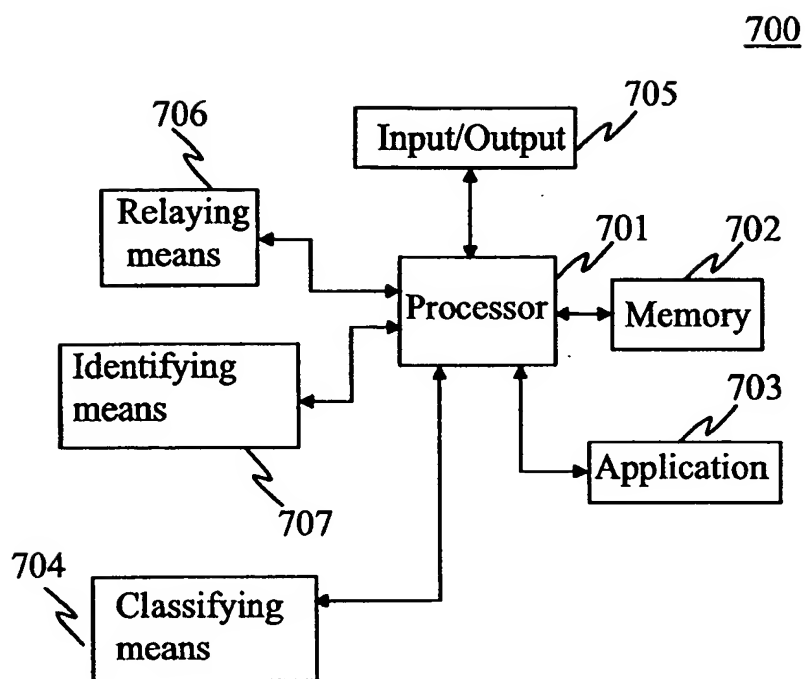 700
706
705
Input/Output
Relaying
means
701
702
Processor
Memory
Identifying
means
703
Application
707
704
Classifying
means